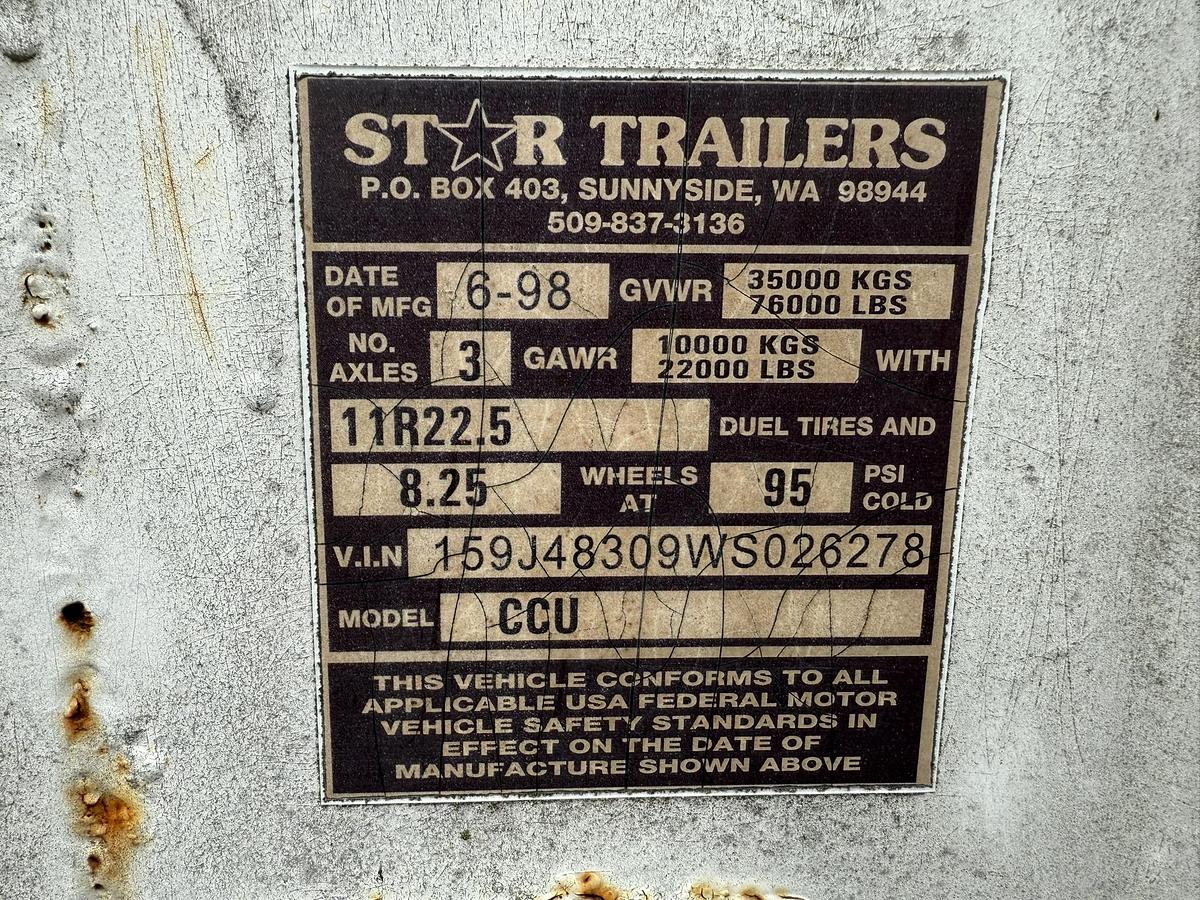 ST☆R TRAILERS
P.O. BOX 403, SUNNYSIDE, WA 98944
509-837-3136
DATE OF MFG 6-98 GVWR 35000 KGS 76000 LBS
NO. AXLES 3 GAWR 10000 KGS 22000 LBS WITH
11R22.5 DUEL TIRES AND
8.25 WHEELS AT 95 PSI COLD
V.I.N 159J48309WS026278
MODEL CCU
THIS VEHICLE CONFORMS TO ALL
APPLICABLE USA FEDERAL MOTOR
VEHICLE SAFETY STANDARDS IN
EFFECT ON THE DATE OF
MANUFACTURE SHOWN ABOVE